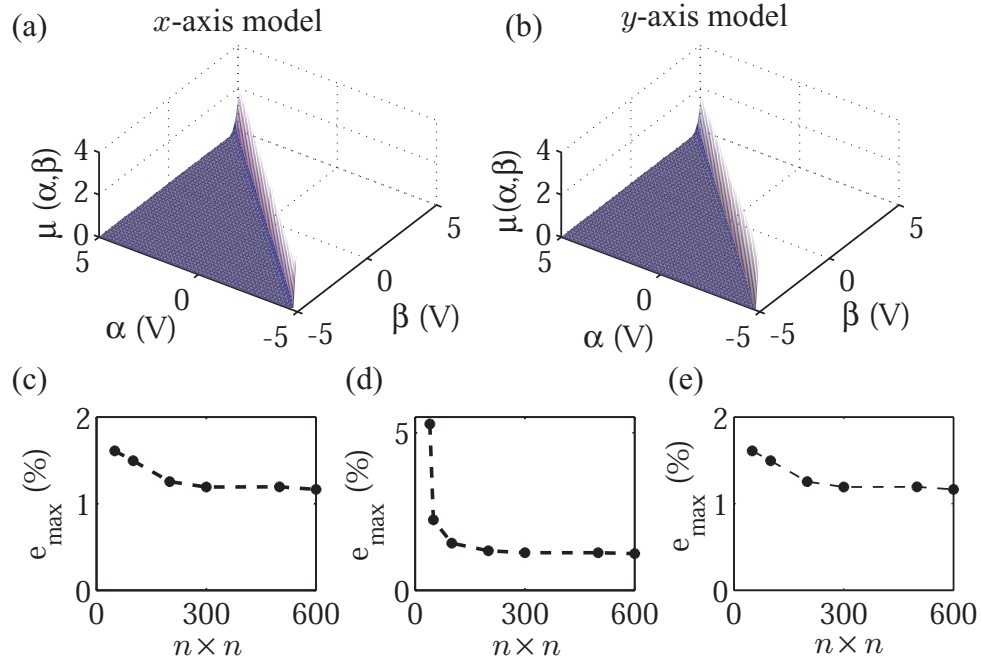 (a) x-axis model
(b) y-axis model
4
2
0
μ (α,β)
5
0
-5
α (V)
-5
0
5
β (V)
4
2
0
μ(α,β)
5
0
-5
α (V)
-5
0
5
β (V)
(c)
2
1
0
e_max (%)
0 300 600
n × n
(d)
5
0
e_max (%)
0 300 600
n × n
(e)
2
1
0
e_max (%)
0 300 600
n × n